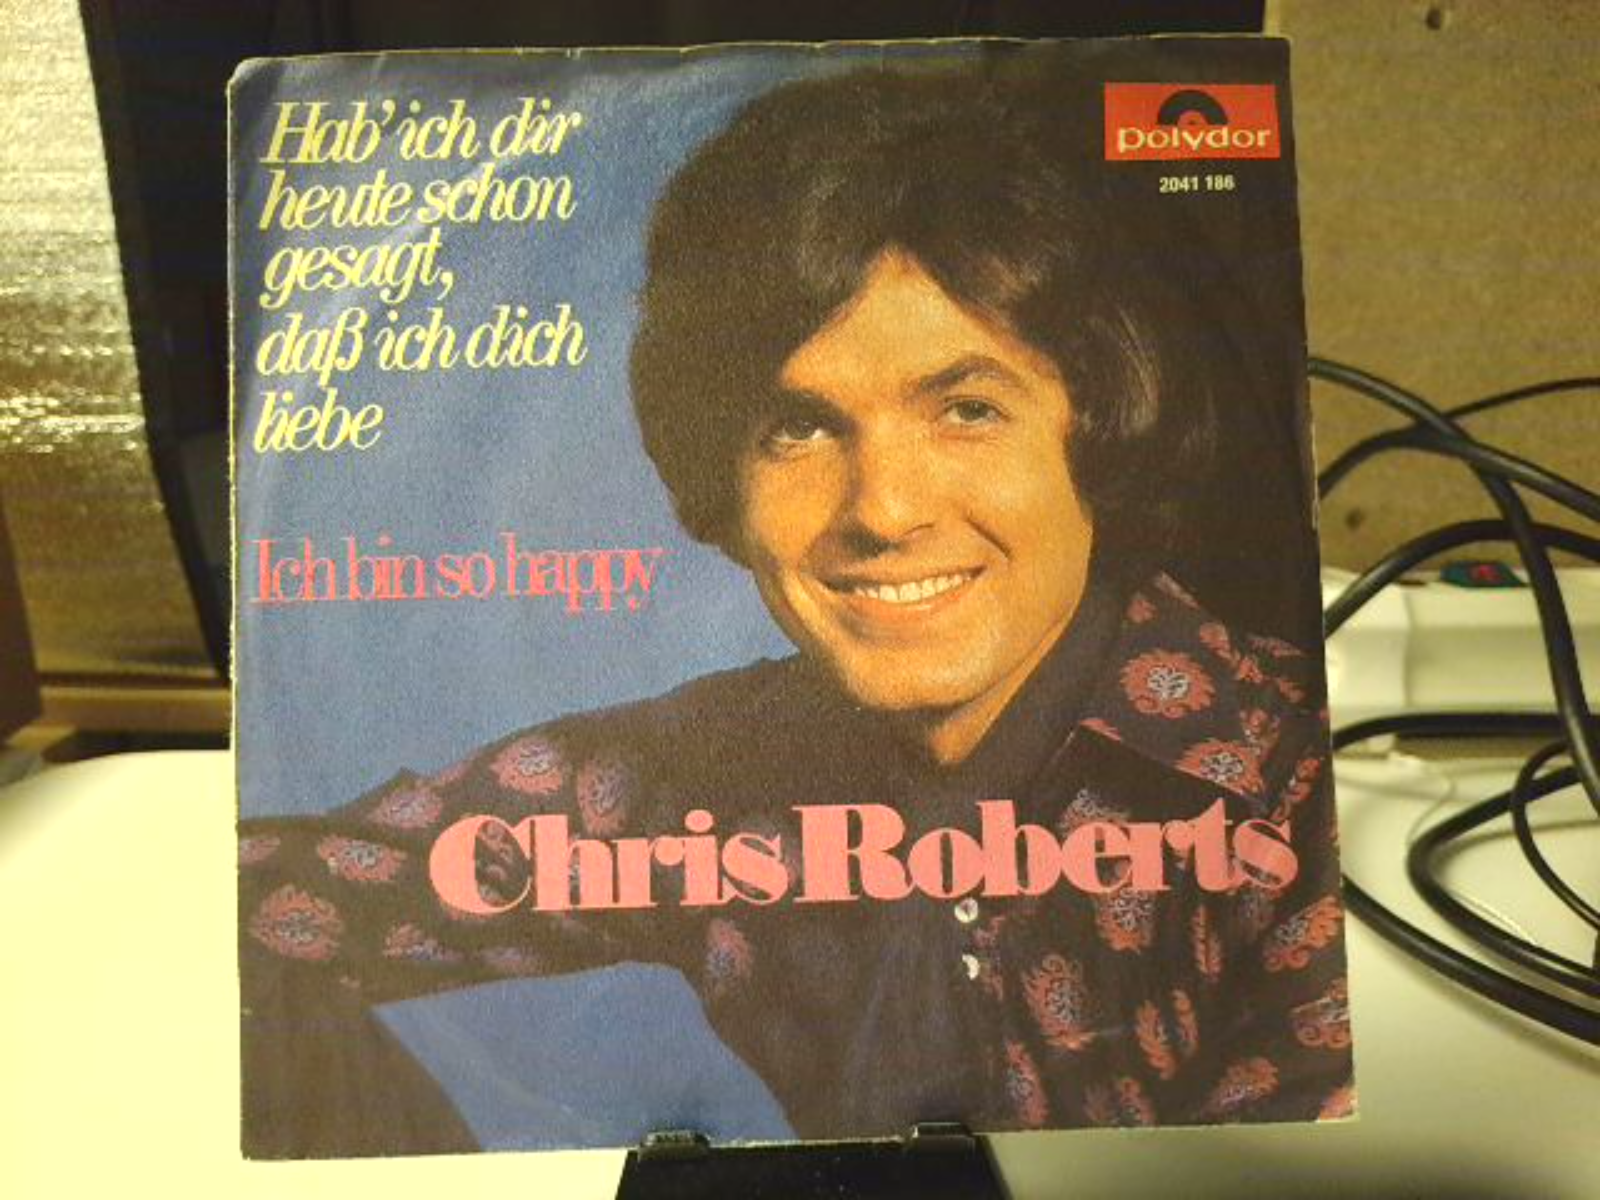 Hab' ich dir
heute schon
gesagt,
daß ich dich
liebe
polydor
2041 186
Ich bin so happy
Chris Roberts